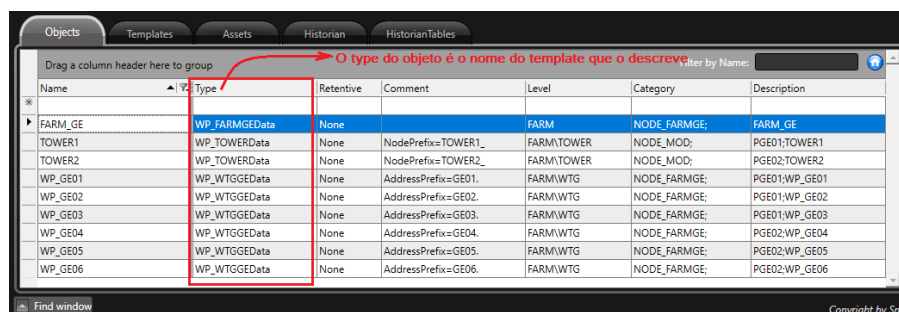 Objects Templates Assets Historian HistorianTables
Drag a column header here to group O type do objeto é o nome do template que o descreve Filter by Name:
Name Type Retentive Comment Level Category Description
FARM_GE WP_FARMGEData None FARM NODE_FARMGE; FARM_GE
TOWER1 WP_TOWERData None NodePrefix=TOWER1_ FARM\TOWER NODE_MOD; PGE01;TOWER1
TOWER2 WP_TOWERData None NodePrefix=TOWER2_ FARM\TOWER NODE_MOD; PGE02;TOWER2
WP_GE01 WP_WTGGEData None AddressPrefix=GE01. FARM\WTG NODE_FARMGE; PGE01;WP_GE01
WP_GE02 WP_WTGGEData None AddressPrefix=GE02. FARM\WTG NODE_FARMGE; PGE01;WP_GE02
WP_GE03 WP_WTGGEData None AddressPrefix=GE03. FARM\WTG NODE_FARMGE; PGE01;WP_GE03
WP_GE04 WP_WTGGEData None AddressPrefix=GE04. FARM\WTG NODE_FARMGE; PGE02;WP_GE04
WP_GE05 WP_WTGGEData None AddressPrefix=GE05. FARM\WTG NODE_FARMGE; PGE02;WP_GE05
WP_GE06 WP_WTGGEData None AddressPrefix=GE06. FARM\WTG NODE_FARMGE; PGE02;WP_GE06
Find window Copyright by